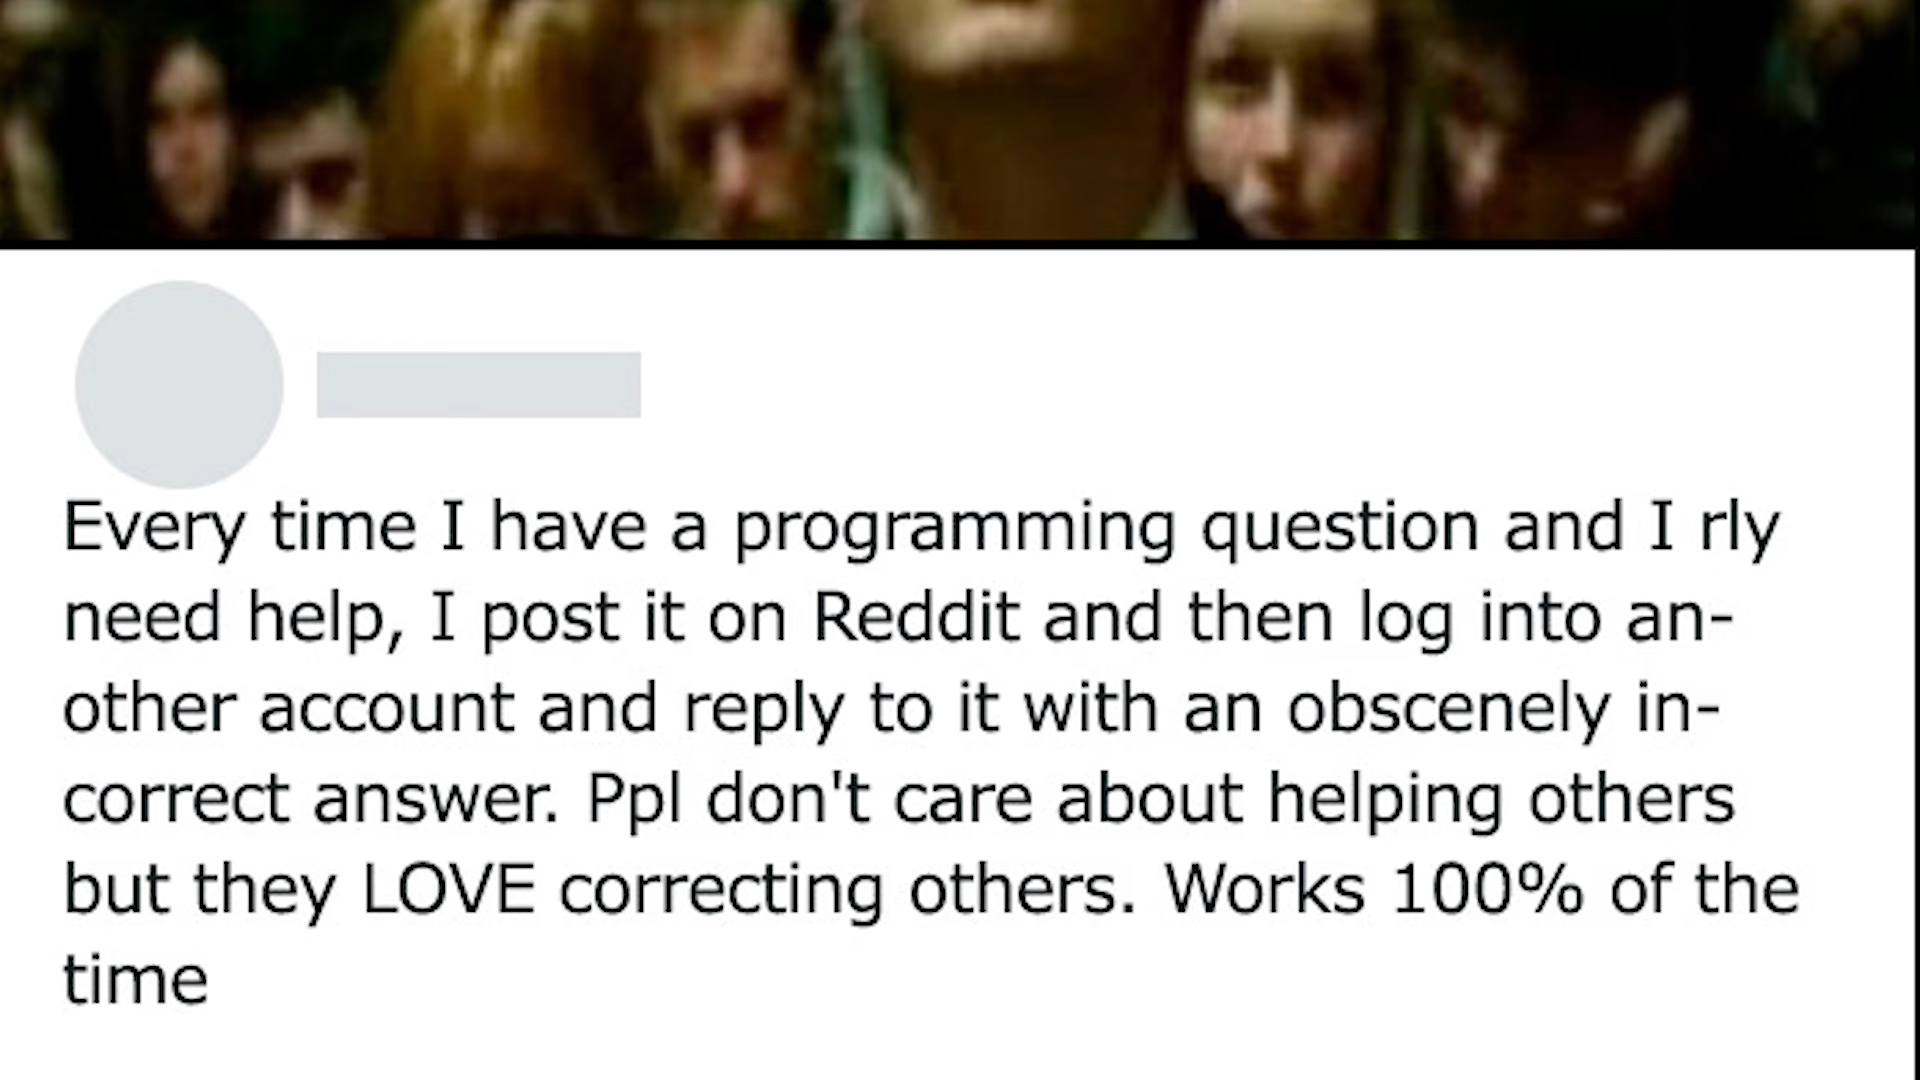 Every time I have a programming question and I rly
need help, I post it on Reddit and then log into an-
other account and reply to it with an obscenely in-
correct answer. Ppl don't care about helping others
but they LOVE correcting others. Works 100% of the
time